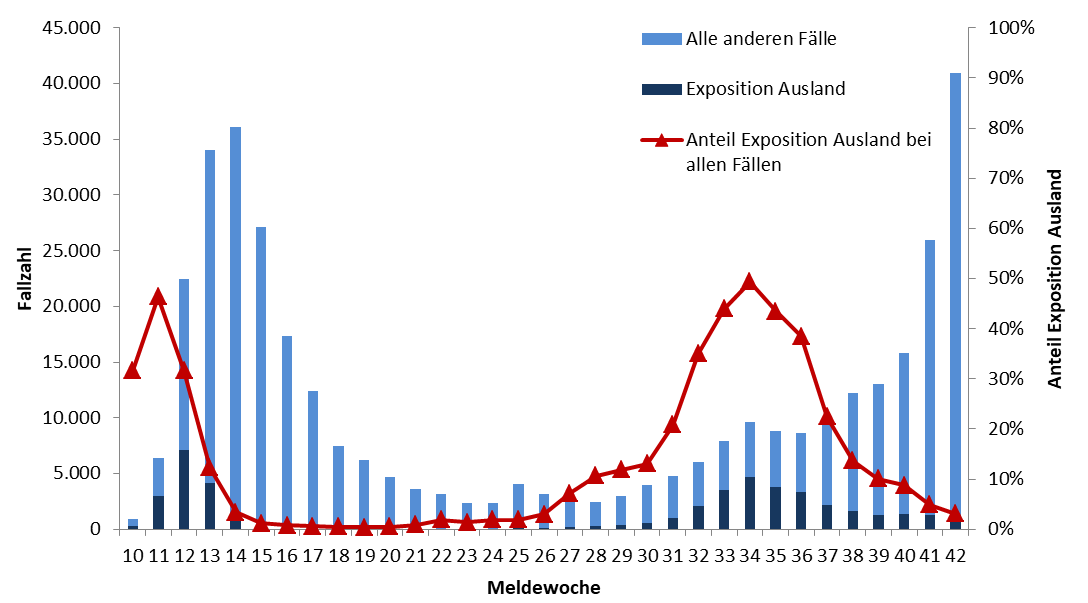 45.000
40.000
35.000
30.000
25.000
20.000
15.000
10.000
5.000
0
Fallzahl
Alle anderen Fälle
Exposition Ausland
Anteil Exposition Ausland bei
allen Fällen
100%
90%
80%
70%
60%
50%
40%
30%
20%
10%
0%
Anteil Exposition Ausland
10 11 12 13 14 15 16 17 18 19 20 21 22 23 24 25 26 27 28 29 30 31 32 33 34 35 36 37 38 39 40 41 42
Meldewoche